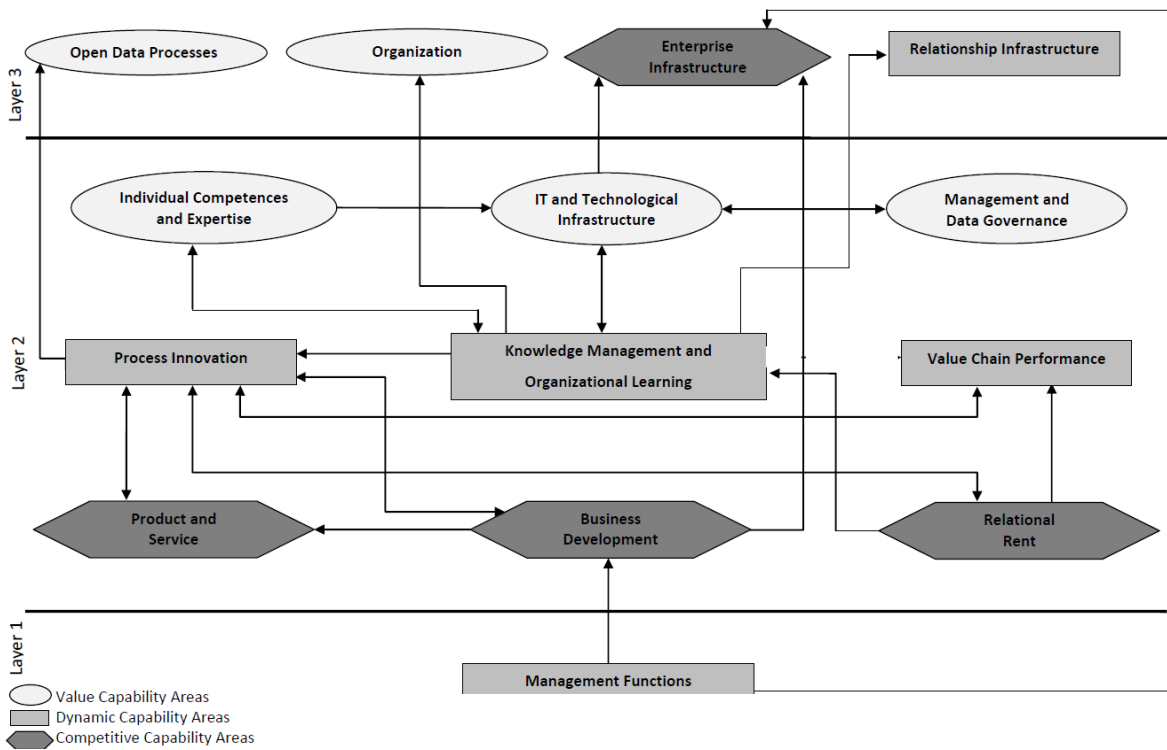 Layer 3
Open Data Processes
Organization
Enterprise
Infrastructure
Relationship Infrastructure
Layer 2
Individual Competences
and Expertise
IT and Technological
Infrastructure
Management and
Data Governance
Process Innovation
Knowledge Management and
Organizational Learning
Value Chain Performance
Product and
Service
Business
Development
Relational
Rent
Layer 1
Management Functions
Value Capability Areas
Dynamic Capability Areas
Competitive Capability Areas